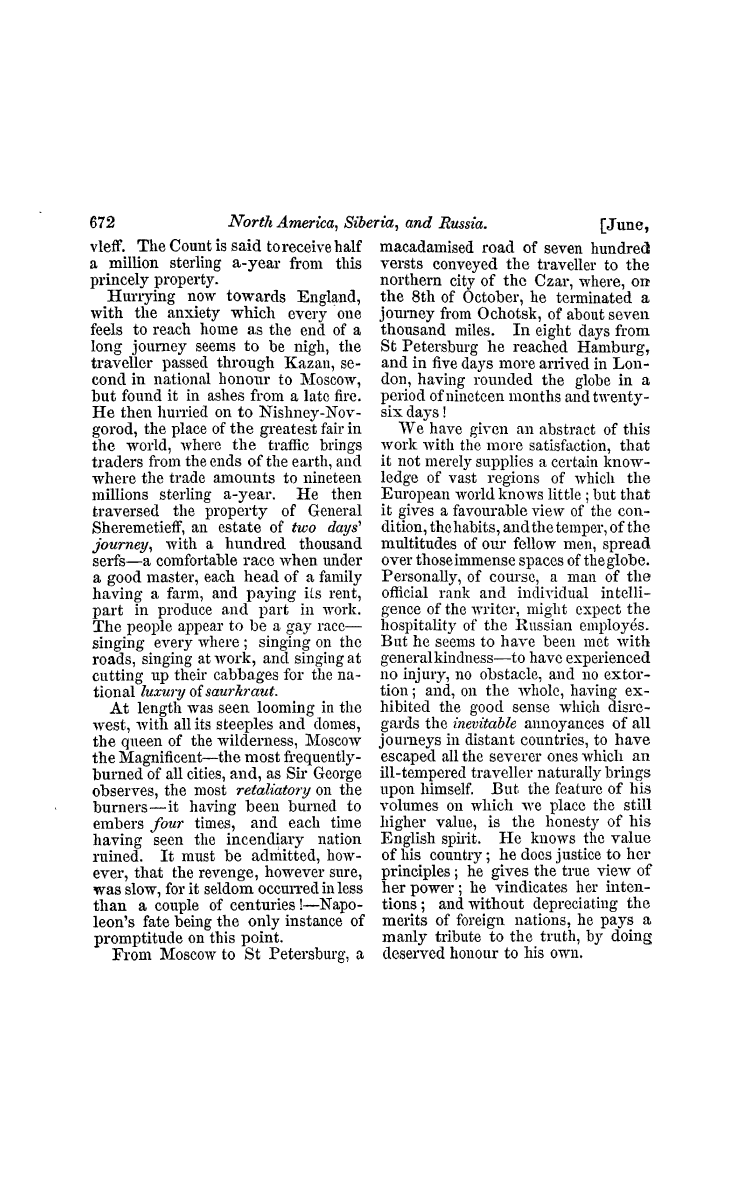 672 North America, Siberia, and Russia. [June,
vleff. The Count is said to receive half
a million sterling a-year from this
princely property.
Hurrying now towards England,
with the anxiety which every one
feels to reach home as the end of a
long journey seems to be nigh, the
traveller passed through Kazan, se-
cond in national honour to Moscow,
but found it in ashes from a late fire.
He then hurried on to Nishney-Nov-
gorod, the place of the greatest fair in
the world, where the traffic brings
traders from the ends of the earth, and
where the trade amounts to nineteen
millions sterling a-year. He then
traversed the property of General
Sheremetieff, an estate of two days'
journey, with a hundred thousand
serfs—a comfortable race when under
a good master, each head of a family
having a farm, and paying its rent,
part in produce and part in work.
The people appear to be a gay race—
singing every where; singing on the
roads, singing at work, and singing at
cutting up their cabbages for the na-
tional luxury of saurkraut.
At length was seen looming in the
west, with all its steeples and domes,
the queen of the wilderness, Moscow
the Magnificent—the most frequently-
burned of all cities, and, as Sir George
observes, the most retaliatory on the
burners—it having been burned to
embers four times, and each time
having seen the incendiary nation
ruined. It must be admitted, how-
ever, that the revenge, however sure,
was slow, for it seldom occurred in less
than a couple of centuries!—Napo-
leon's fate being the only instance of
promptitude on this point.
From Moscow to St Petersburg, a
macadamised road of seven hundred
versts conveyed the traveller to the
northern city of the Czar, where, on
the 8th of October, he terminated a
journey from Ochotsk, of about seven
thousand miles. In eight days from
St Petersburg he reached Hamburg,
and in five days more arrived in Lon-
don, having rounded the globe in a
period of nineteen months and twenty-
six days!
We have given an abstract of this
work with the more satisfaction, that
it not merely supplies a certain know-
ledge of vast regions of which the
European world knows little; but that
it gives a favourable view of the con-
dition, the habits, and the temper, of the
multitudes of our fellow men, spread
over those immense spaces of the globe.
Personally, of course, a man of the
official rank and individual intelli-
gence of the writer, might expect the
hospitality of the Russian employés.
But he seems to have been met with
general kindness—to have experienced
no injury, no obstacle, and no extor-
tion; and, on the whole, having ex-
hibited the good sense which disre-
gards the inevitable annoyances of all
journeys in distant countries, to have
escaped all the severer ones which an
ill-tempered traveller naturally brings
upon himself. But the feature of his
volumes on which we place the still
higher value, is the honesty of his
English spirit. He knows the value
of his country; he does justice to her
principles; he gives the true view of
her power; he vindicates her inten-
tions; and without depreciating the
merits of foreign nations, he pays a
manly tribute to the truth, by doing
deserved honour to his own.